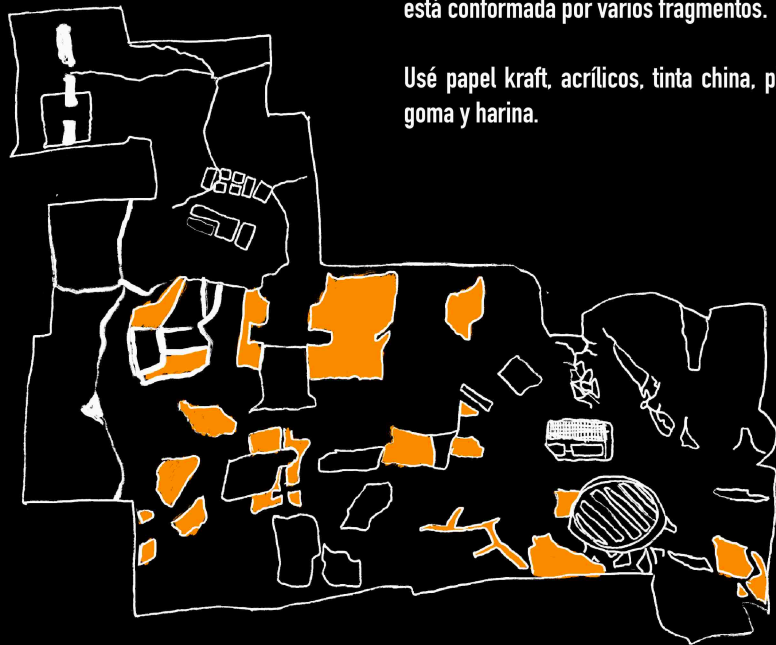 está conformada por varios fragmentos.
Usé papel kraft, acrílicos, tinta china,
goma y harina.